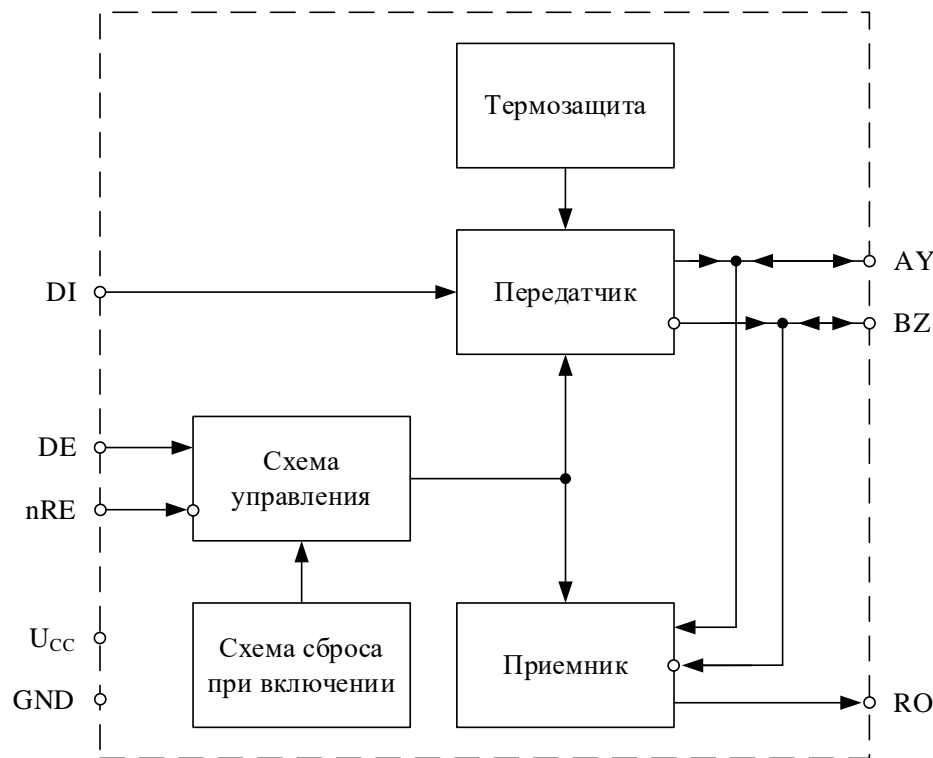 Термозащита
Передатчик
AY
DI
BZ
DE
Схема
управления
nRE
UCC
Схема сброса
при включении
Приемник
GND
RO